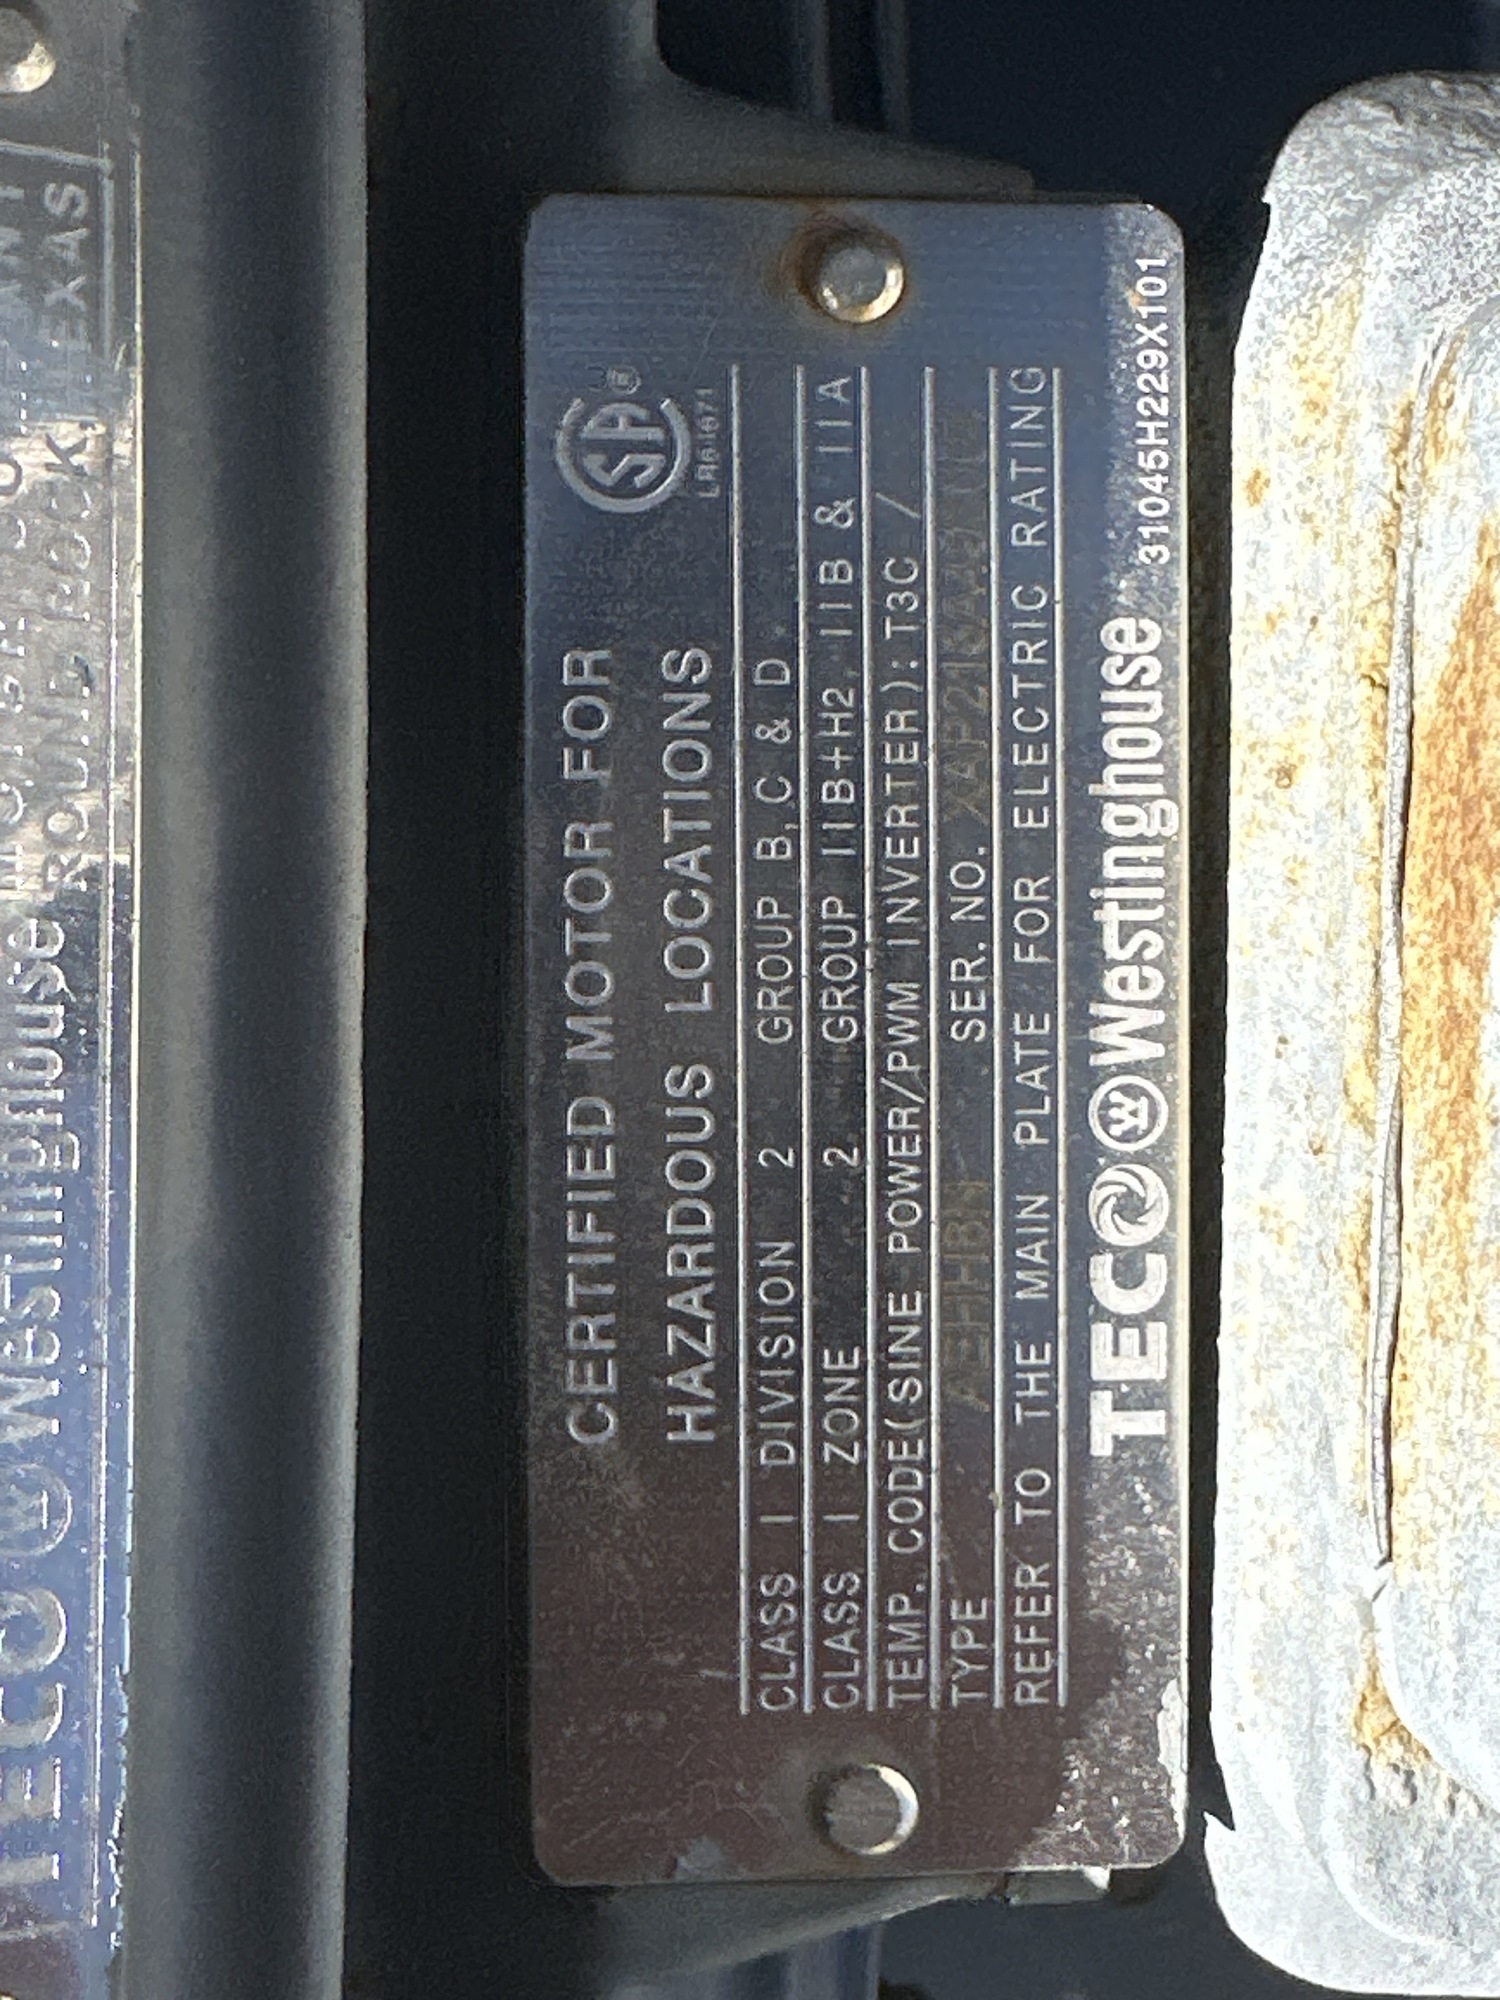 CERTIFIED MOTOR FOR
HAZARDOUS LOCATIONS
LR61671
CLASS I DIVISION 2 GROUP B, C & D
CLASS I ZONE 2 GROUP IIB+H2, IIB & IIA
TEMP. CODE(SINE POWER/PWM INVERTER): T3C /
TYPE SER. NO.
REFER TO THE MAIN PLATE FOR ELECTRIC RATING
TECO Westinghouse 31045H229X101
ROUND ROCK,
TECO Westinghouse